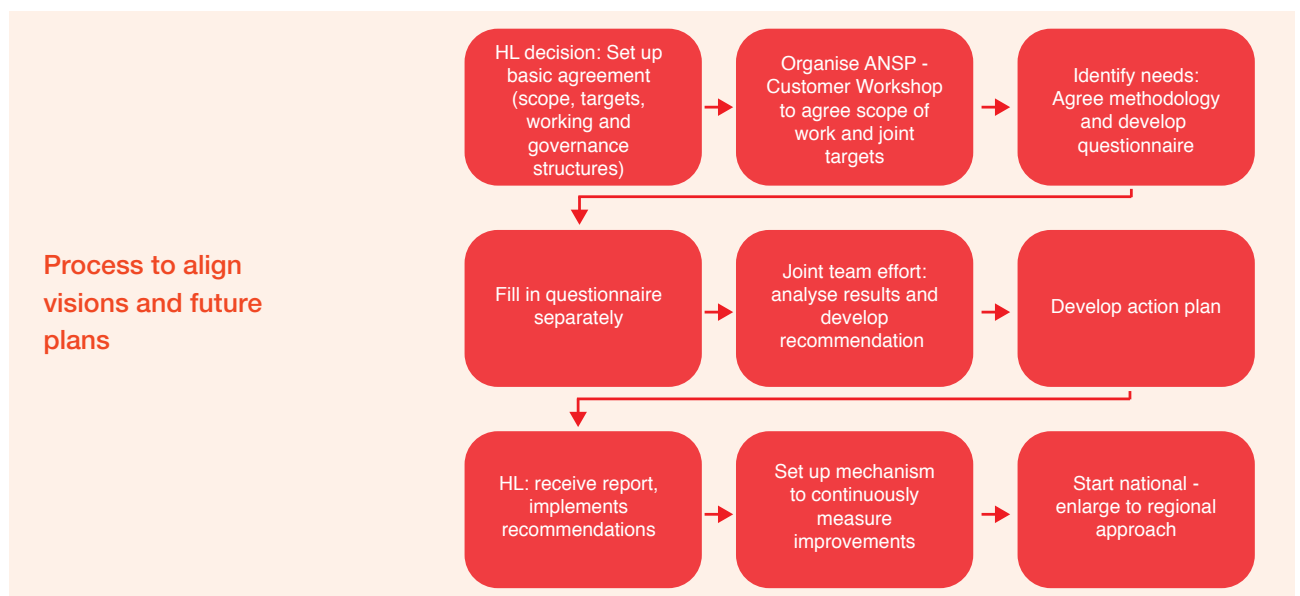 Process to align
visions and future
plans
HL decision: Set up
basic agreement
(scope, targets,
working and
governance
structures)
Organise ANSP -
Customer Workshop
to agree scope of
work and joint
targets
Identify needs:
Agree methodology
and develop
questionnaire
Fill in questionnaire
separately
Joint team effort:
analyse results and
develop
recommendation
Develop action plan
HL: receive report,
implements
recommendations
Set up mechanism
to continuously
measure
improvements
Start national -
enlarge to regional
approach